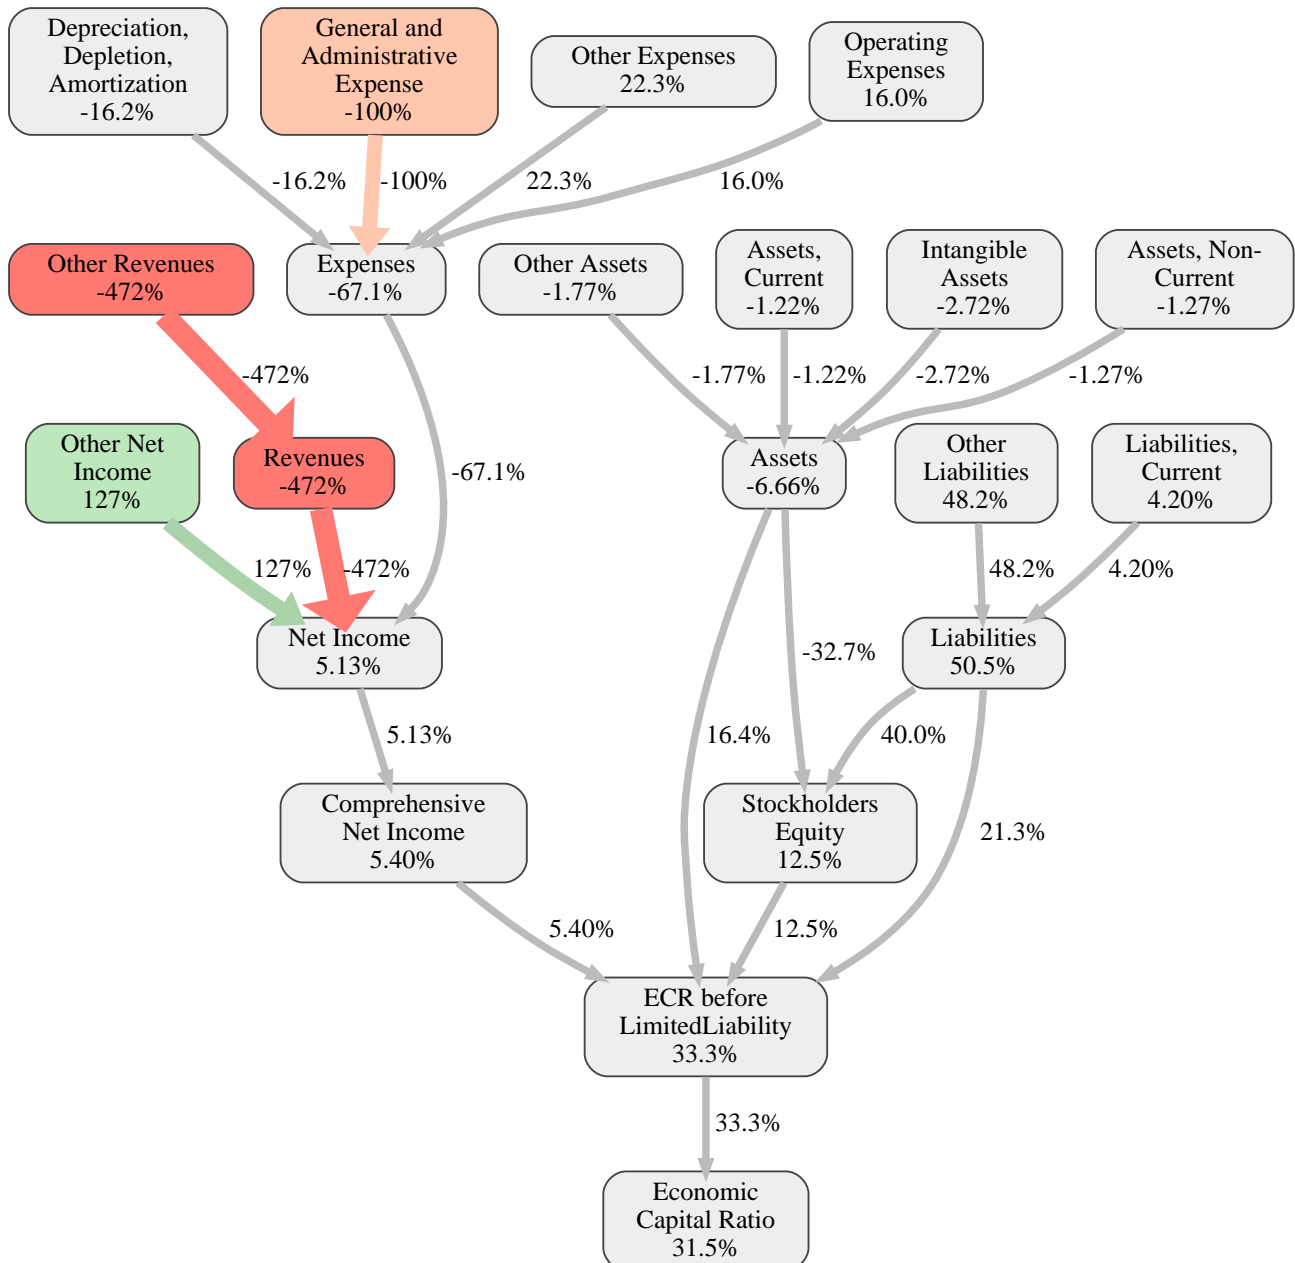 Depreciation,
Depletion,
Amortization
-16.2%
General and
Administrative
Expense
-100%
Other Expenses
22.3%
Operating
Expenses
16.0%
-16.2%
-100%
22.3%
16.0%
Other Revenues
-472%
Expenses
-67.1%
Other Assets
-1.77%
Assets,
Current
-1.22%
Intangible
Assets
-2.72%
Assets, Non-
Current
-1.27%
-472%
-1.77%
-1.22%
-2.72%
-1.27%
Other Net
Income
127%
Revenues
-472%
-67.1%
Assets
-6.66%
Other
Liabilities
48.2%
Liabilities,
Current
4.20%
127%
-472%
48.2%
4.20%
Net Income
5.13%
-32.7%
Liabilities
50.5%
5.13%
16.4%
40.0%
Comprehensive
Net Income
5.40%
Stockholders
Equity
12.5%
21.3%
5.40%
12.5%
ECR before
LimitedLiability
33.3%
33.3%
Economic
Capital Ratio
31.5%